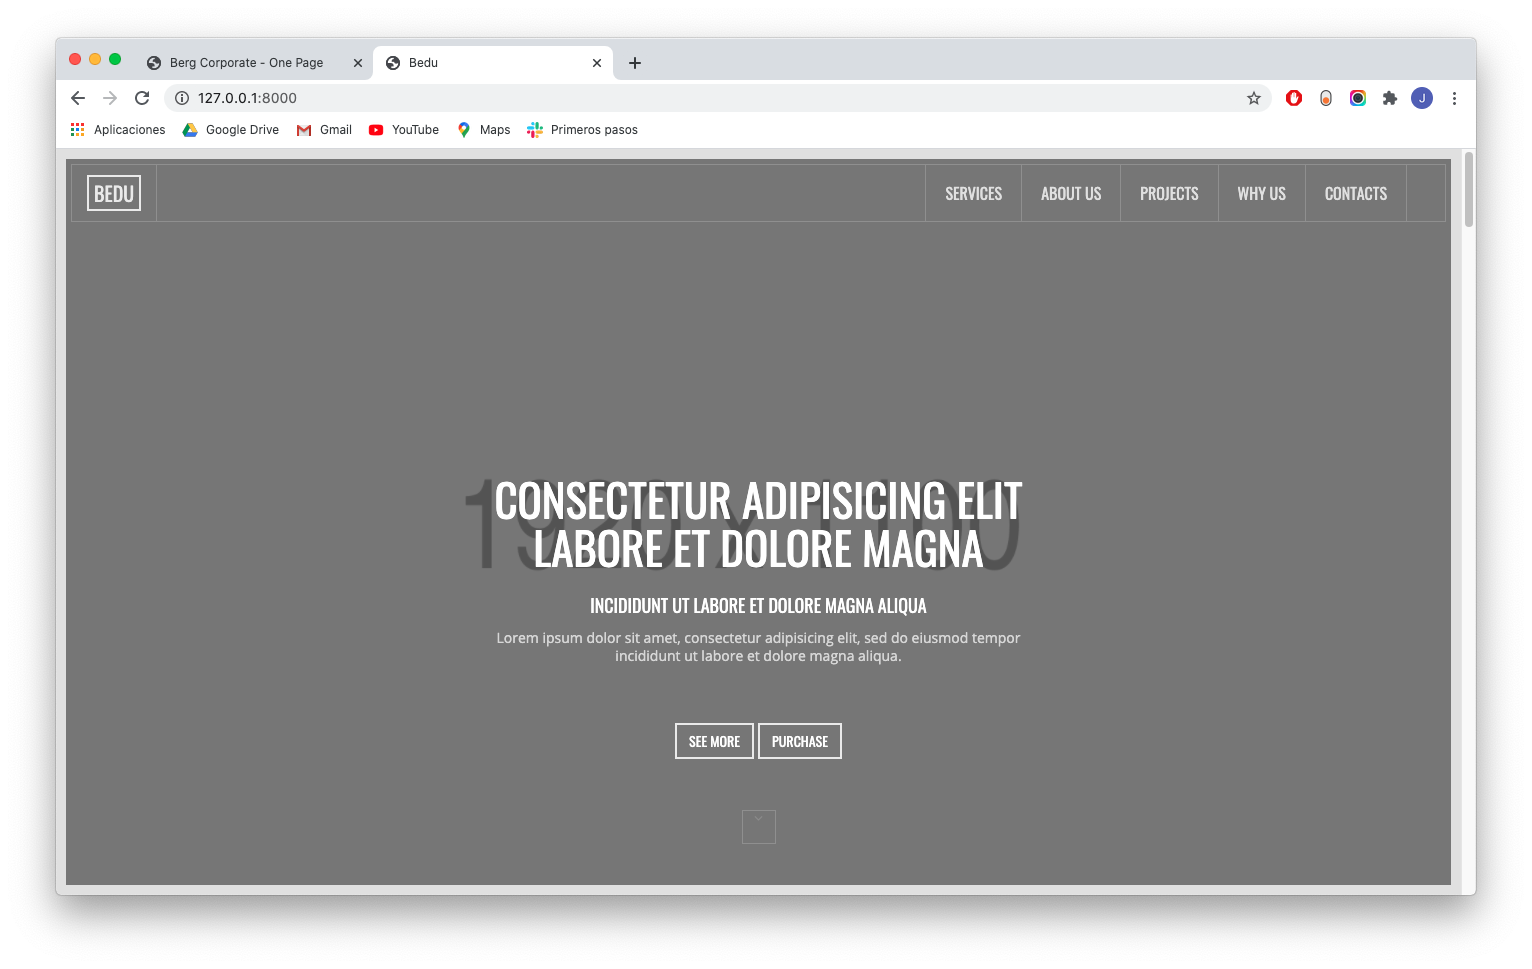 Berg Corporate - One Page
Bedu
127.0.0.1:8000
J
Aplicaciones
Google Drive
Gmail
YouTube
Maps
Primeros pasos
BEDU
SERVICES
ABOUT US
PROJECTS
WHY US
CONTACTS
1920 x 1100
CONSECTETUR ADIPISICING ELIT
LABORE ET DOLORE MAGNA
INCIDIDUNT UT LABORE ET DOLORE MAGNA ALIQUA
Lorem ipsum dolor sit amet, consectetur adipisicing elit, sed do eiusmod tempor
incididunt ut labore et dolore magna aliqua.
SEE MORE
PURCHASE